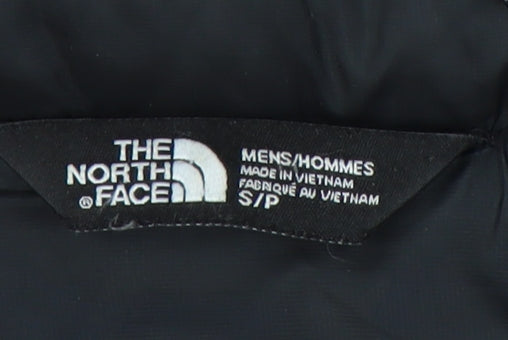 THE
NORTH
® FACE
MENS/HOMMES
MADE IN VIETNAM
FABRIQUÉ AU VIETNAM
S/P